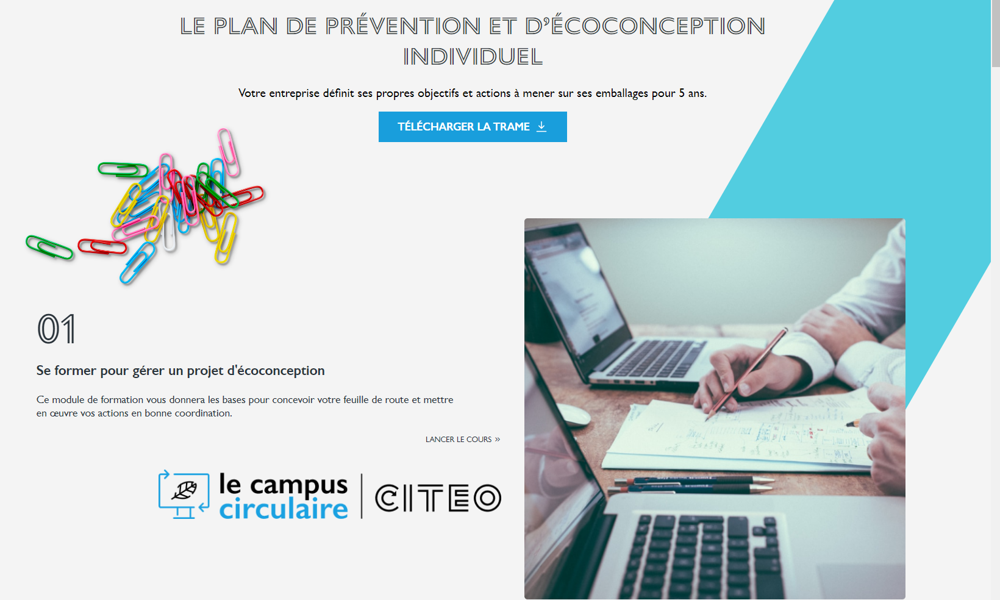 LE PLAN DE PRÉVENTION ET D’ÉCOCONCEPTION
INDIVIDUEL
Votre entreprise définit ses propres objectifs et actions à mener sur ses emballages pour 5 ans.
TÉLÉCHARGER LA TRAME
01
Se former pour gérer un projet d'écoconception
Ce module de formation vous donnera les bases pour concevoir votre feuille de route et mettre
en œuvre vos actions en bonne coordination.
LANCER LE COURS »
le campus
circulaire
CITEO